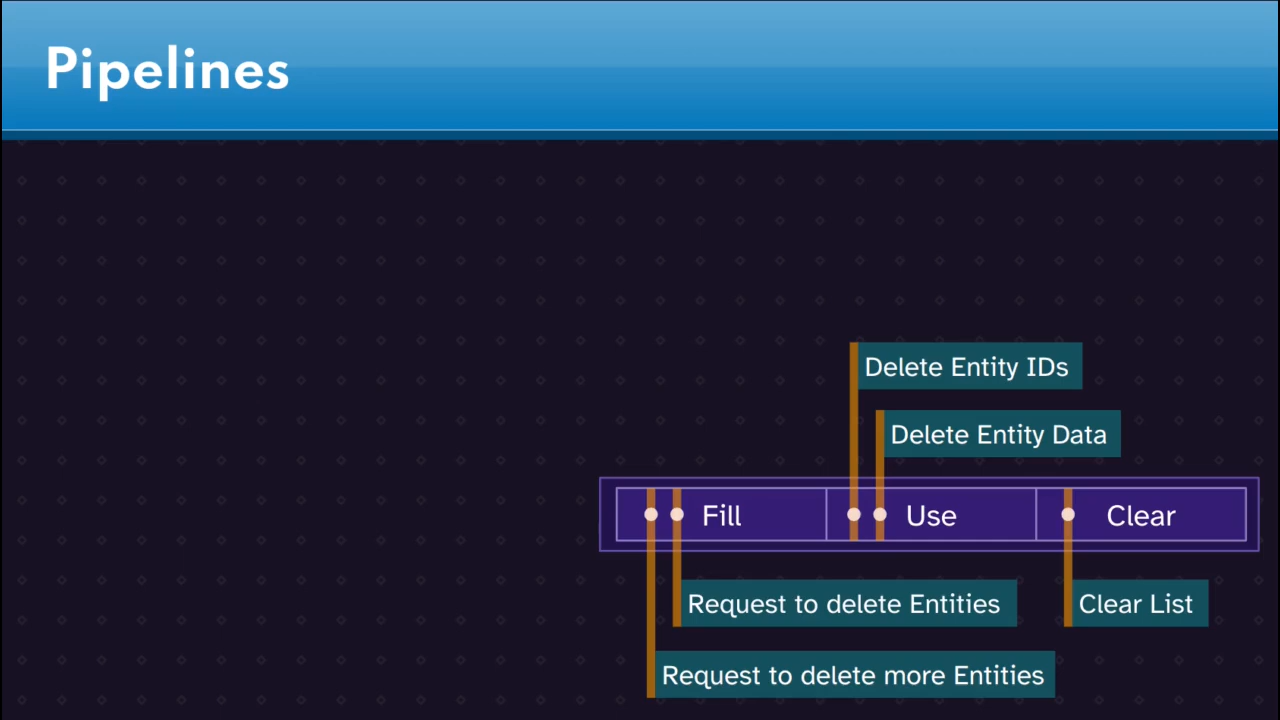 Pipelines
Delete Entity IDs
Delete Entity Data
Fill
Use
Clear
Request to delete Entities
Clear List
Request to delete more Entities